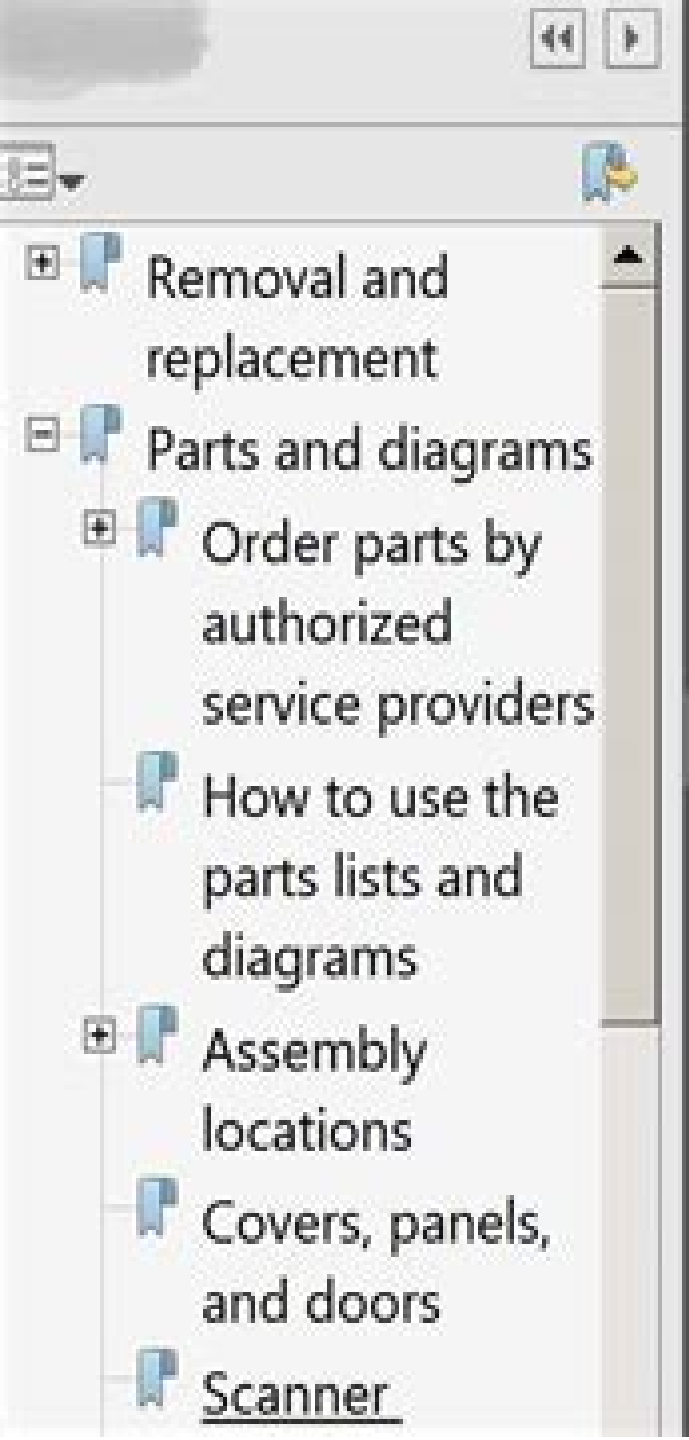 Removal and
replacement
Parts and diagrams
Order parts by
authorized
service providers
How to use the
parts lists and
diagrams
Assembly
locations
Covers, panels,
and doors
Scanner